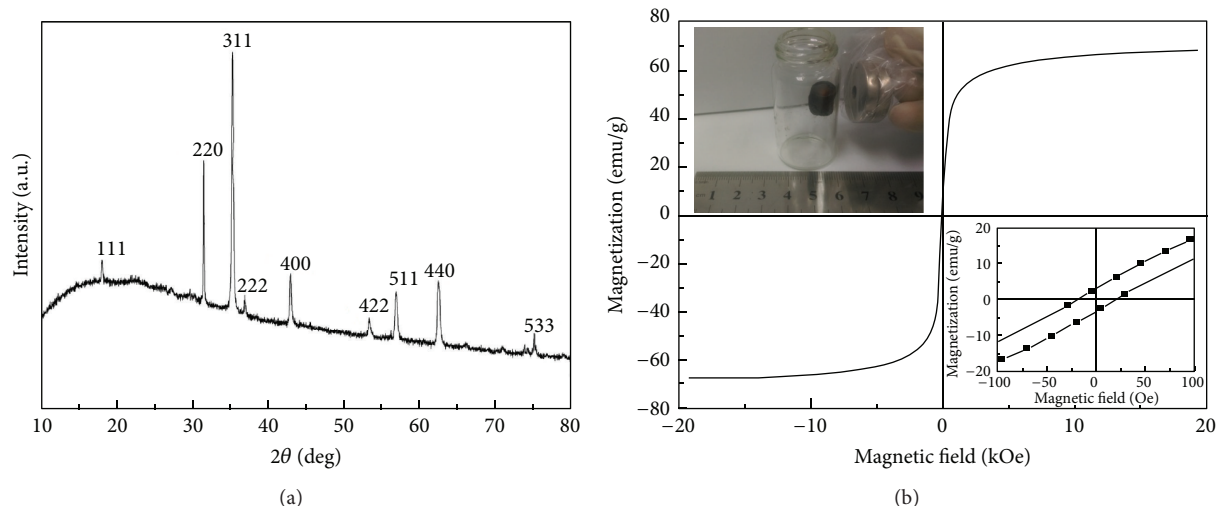 311
220
111
222
400
422
511
440
533
Intensity (a.u.)
10 20 30 40 50 60 70 80
2θ (deg)
(a)
80
60
40
20
0
−20
−40
−60
−80
Magnetization (emu/g)
1 2 3 4 5 6 7 8 9
20
10
0
−10
−20
Magnetization (emu/g)
−100 −50 0 50 100
Magnetic field (Oe)
−20 −10 0 10 20
Magnetic field (kOe)
(b)